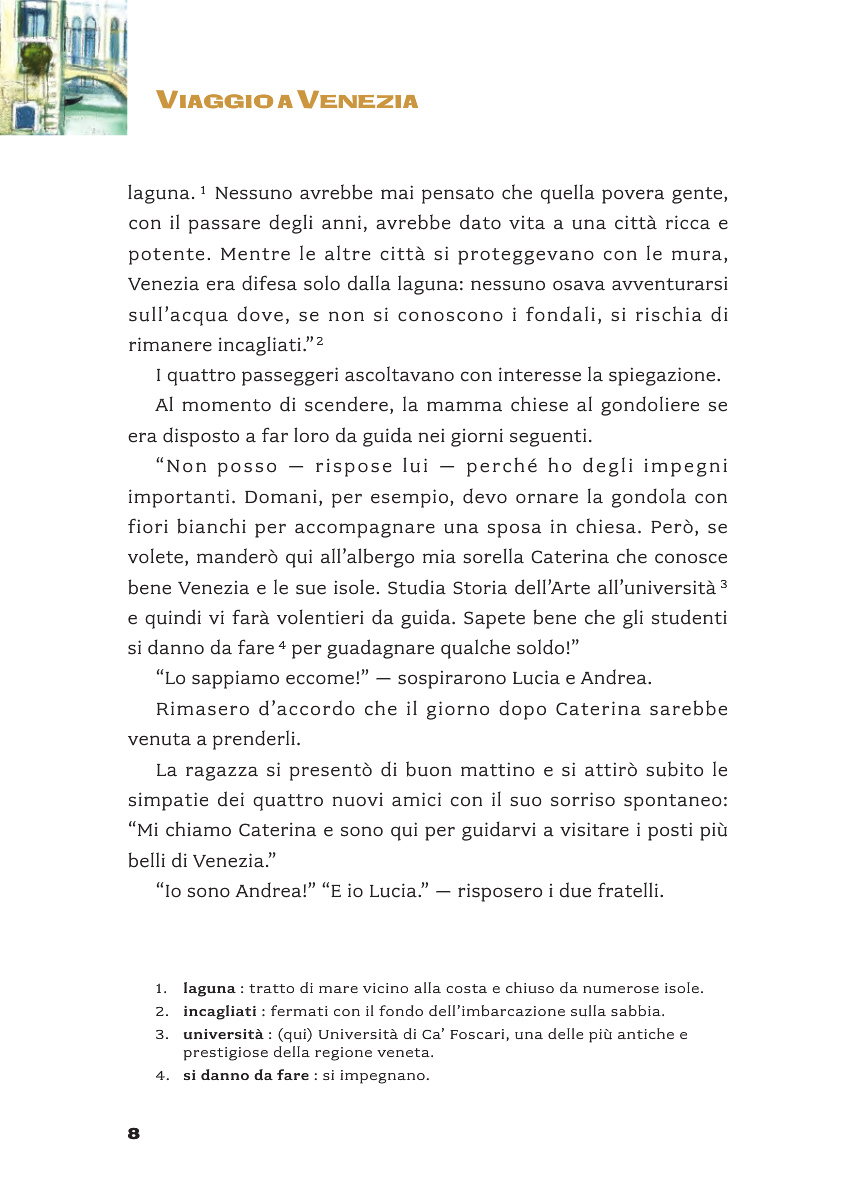 VIAGGIO A VENEZIA
laguna. ¹ Nessuno avrebbe mai pensato che quella povera gente,
con il passare degli anni, avrebbe dato vita a una città ricca e
potente. Mentre le altre città si proteggevano con le mura,
Venezia era difesa solo dalla laguna: nessuno osava avventurarsi
sull’acqua dove, se non si conoscono i fondali, si rischia di
rimanere incagliati.” ²
I quattro passeggeri ascoltavano con interesse la spiegazione.
Al momento di scendere, la mamma chiese al gondoliere se
era disposto a far loro da guida nei giorni seguenti.
“Non posso — rispose lui — perché ho degli impegni
importanti. Domani, per esempio, devo ornare la gondola con
fiori bianchi per accompagnare una sposa in chiesa. Però, se
volete, manderò qui all’albergo mia sorella Caterina che conosce
bene Venezia e le sue isole. Studia Storia dell’Arte all’università ³
e quindi vi farà volentieri da guida. Sapete bene che gli studenti
si danno da fare ⁴ per guadagnare qualche soldo!”
“Lo sappiamo eccome!” — sospirarono Lucia e Andrea.
Rimasero d’accordo che il giorno dopo Caterina sarebbe
venuta a prenderli.
La ragazza si presentò di buon mattino e si attirò subito le
simpatie dei quattro nuovi amici con il suo sorriso spontaneo:
“Mi chiamo Caterina e sono qui per guidarvi a visitare i posti più
belli di Venezia.”
“Io sono Andrea!” “E io Lucia.” — risposero i due fratelli.
1. laguna : tratto di mare vicino alla costa e chiuso da numerose isole.
2. incagliati : fermati con il fondo dell’imbarcazione sulla sabbia.
3. università : (qui) Università di Ca’ Foscari, una delle più antiche e
prestigiose della regione veneta.
4. si danno da fare : si impegnano.
8